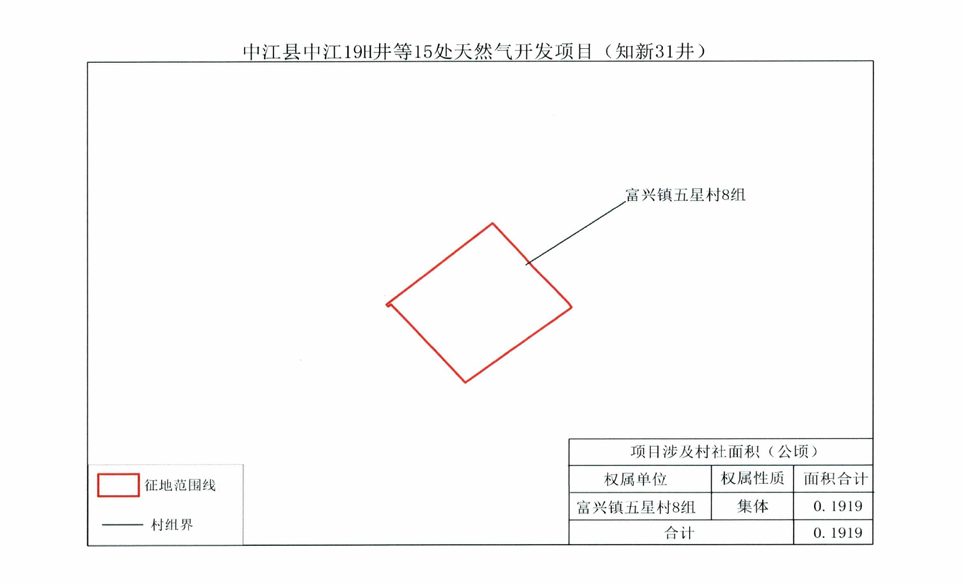 中江县中江19H井等15处天然气开发项目（知新31井）
富兴镇五星村8组
征地范围线
村组界
项目涉及村社面积（公顷）
权属单位 权属性质 面积合计
富兴镇五星村8组 集体 0.1919
合计 0.1919